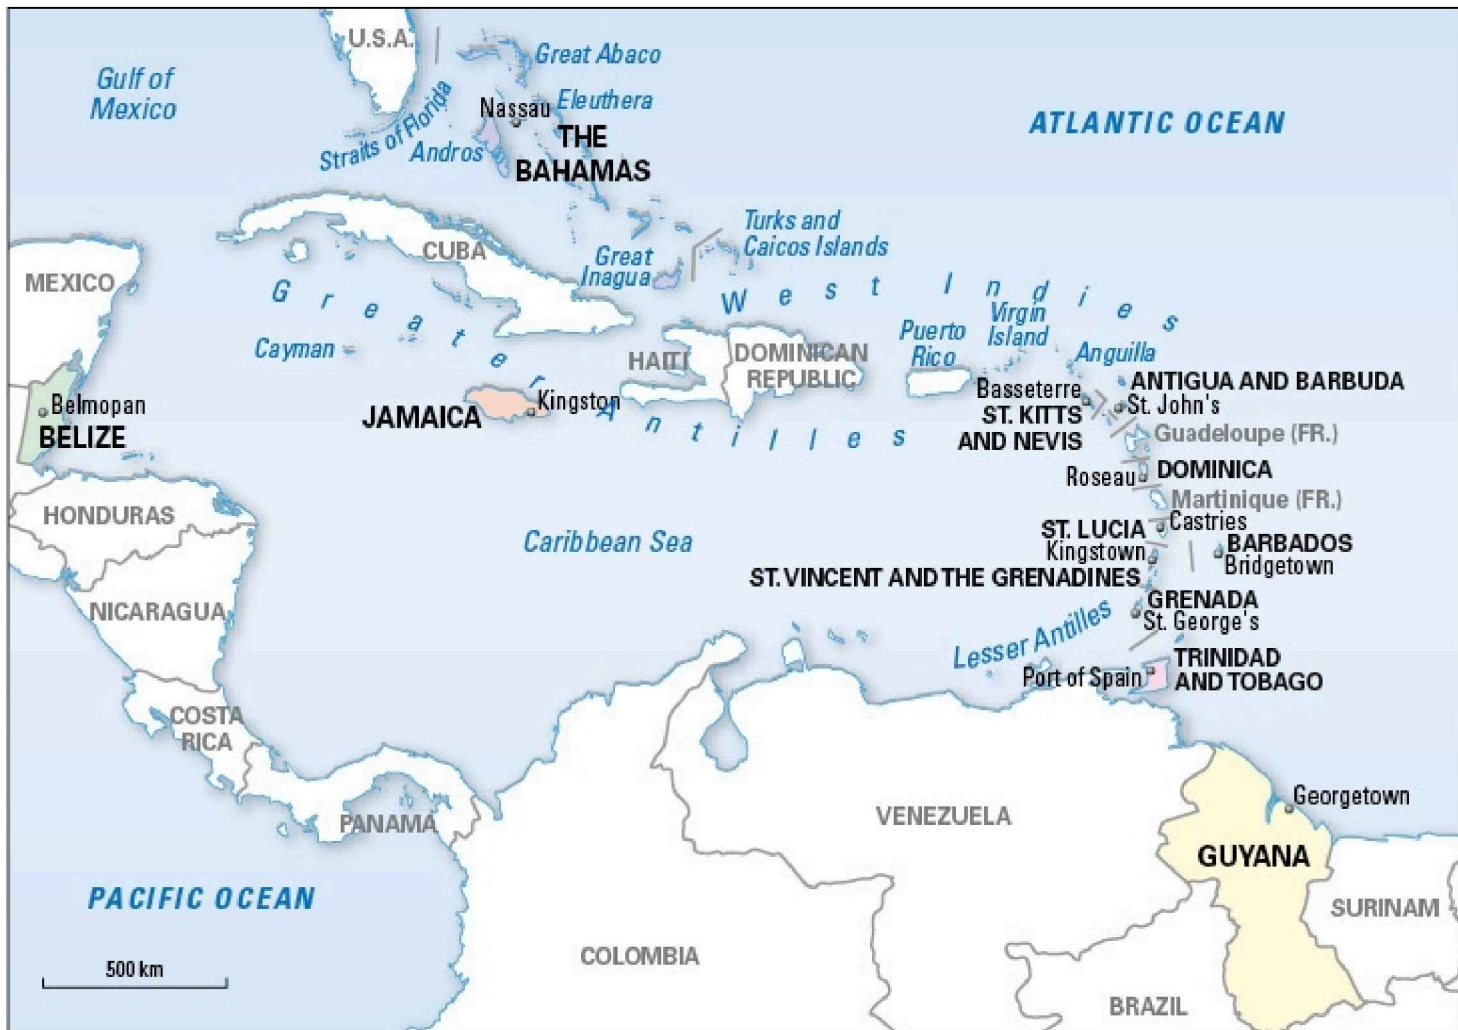 U.S.A.
Gulf of
Mexico
Great Abaco
Nassau
Eleuthera
Straits of Florida
Andros
THE
BAHAMAS
ATLANTIC OCEAN
Turks and
Caicos Islands
CUBA
Great
Inagua
MEXICO
Greater Antilles
West Indies
Cayman
HAITI
DOMINICAN
REPUBLIC
Puerto
Rico
Virgin
Island
Anguilla
Belmopan
BELIZE
JAMAICA
Kingston
Basseterre
ST. KITTS
AND NEVIS
ANTIGUA AND BARBUDA
St. John's
Guadeloupe (FR.)
Roseau
DOMINICA
Martinique (FR.)
HONDURAS
Caribbean Sea
ST. LUCIA
Castries
Kingstown
ST. VINCENT AND THE GRENADINES
BARBADOS
Bridgetown
NICARAGUA
GRENADA
St. George's
Lesser Antilles
Port of Spain
TRINIDAD
AND TOBAGO
COSTA
RICA
PANAMA
VENEZUELA
Georgetown
GUYANA
SURINAM
PACIFIC OCEAN
COLOMBIA
BRAZIL
500 km